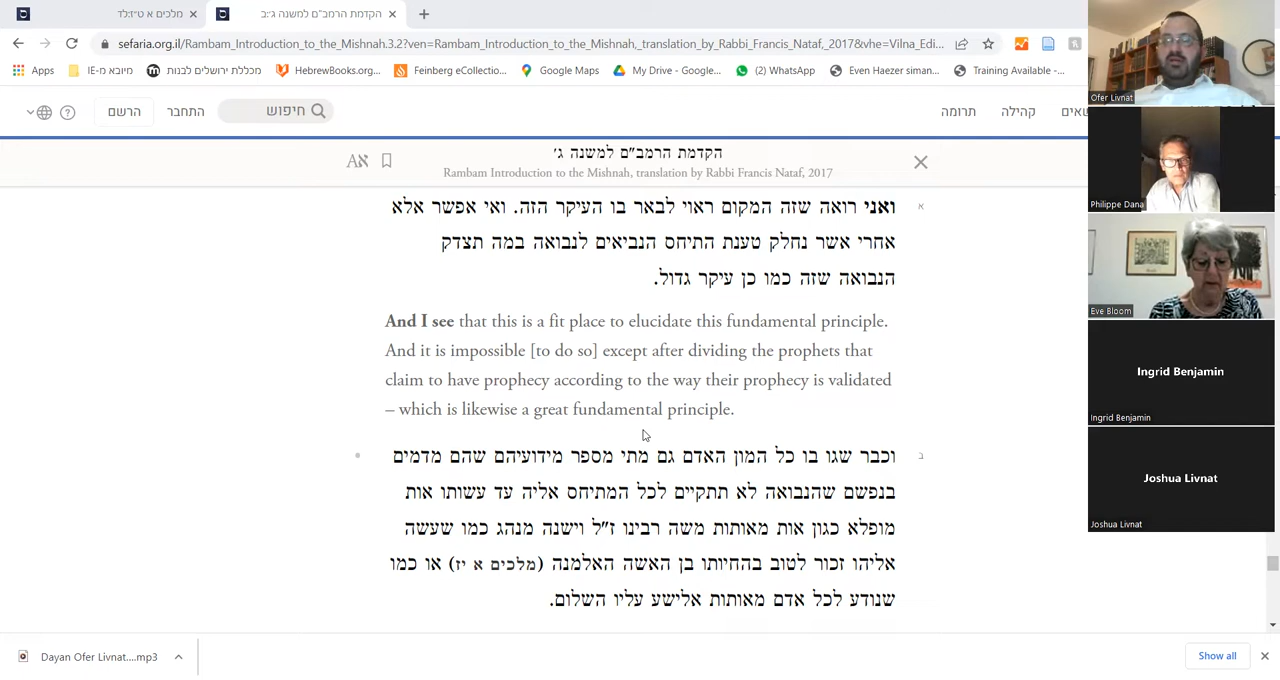 מלכים א ט״ז:לד
הקדמת הרמב"ם למשנה ג׳:ב
sefaria.org.il/Rambam_Introduction_to_the_Mishnah.3.2?ven=Rambam_Introduction_to_the_Mishnah,_translation_by_Rabbi_Francis_Nataf,_2017&vhe=Vilna_Edi...
Apps
מיובא מ-IE
מכללת ירושלים לבנות
HebrewBooks.org...
Feinberg eCollectio...
Google Maps
My Drive - Google...
(2) WhatsApp
Even Haezer siman...
Training Available -...
הרשם
התחבר
חיפוש
תרומה
קהילה
הקדמת הרמב"ם למשנה ג׳
Rambam Introduction to the Mishnah, translation by Rabbi Francis Nataf, 2017
א
ואני רואה שזה המקום ראוי לבאר בו העיקר הזה. ואי אפשר אלא
אחרי אשר נחלק טענת התיחס הנביאים לנבואה במה תצדק
הנבואה שזה כמו כן עיקר גדול.
And I see that this is a fit place to elucidate this fundamental principle.
And it is impossible [to do so] except after dividing the prophets that
claim to have prophecy according to the way their prophecy is validated
– which is likewise a great fundamental principle.
ב
וכבר שגו בו כל המון האדם גם מתי מספר מידועיהם שהם מדמים
בנפשם שהנבואה לא תתקיים לכל המתיחס אליה עד עשותו אות
מופלא כגון אות מאותות משה רבינו ז"ל וישנה מנהג כמו שעשה
אליהו זכור לטוב בהחיותו בן האשה האלמנה (מלכים א יז) או כמו
שנודע לכל אדם מאותות אלישע עליו השלום.
Dayan Ofer Livnat....mp3
Show all
Ofer Livnat
Philippe Dana
Eve Bloom
Ingrid Benjamin
Ingrid Benjamin
Joshua Livnat
Joshua Livnat